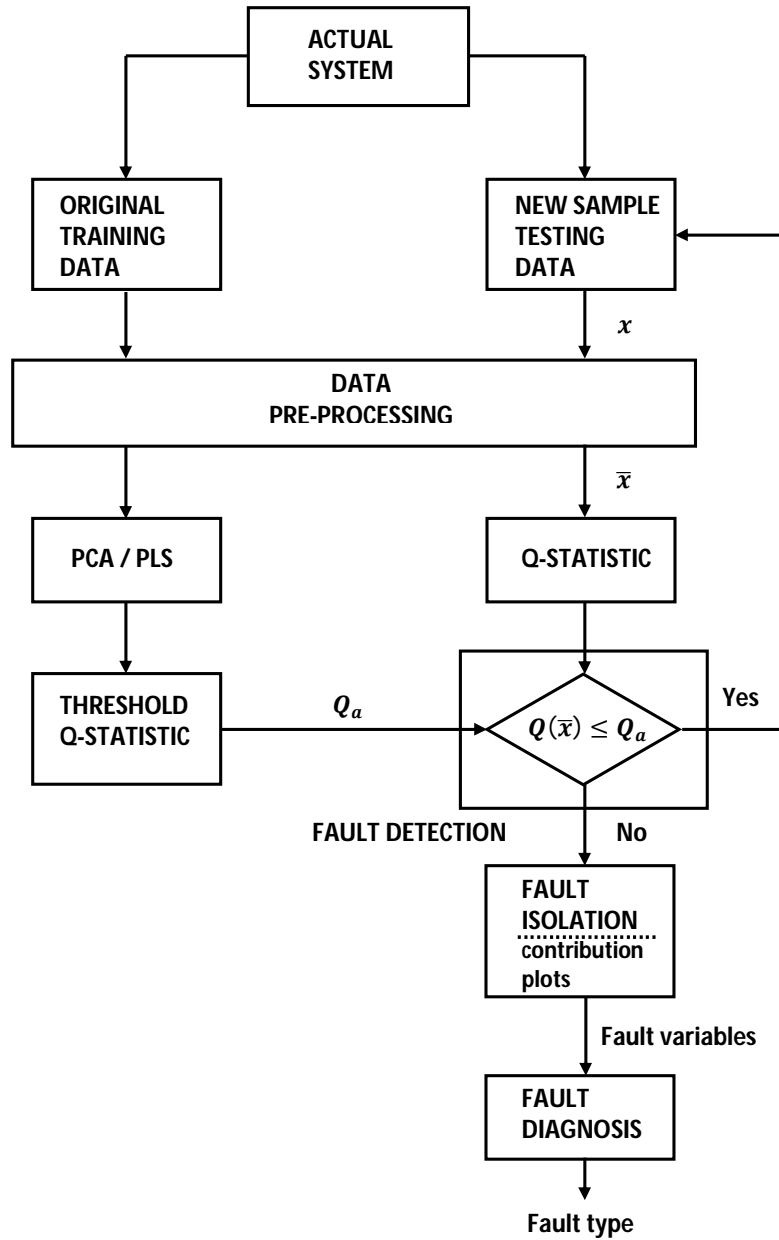 ACTUAL
SYSTEM
ORIGINAL
TRAINING
DATA
NEW SAMPLE
TESTING
DATA
x
DATA
PRE-PROCESSING
x̅
PCA / PLS
Q-STATISTIC
THRESHOLD
Q-STATISTIC
Qₐ
Q(x̅) ≤ Qₐ
Yes
FAULT DETECTION
No
FAULT
ISOLATION
contribution
plots
Fault variables
FAULT
DIAGNOSIS
Fault type